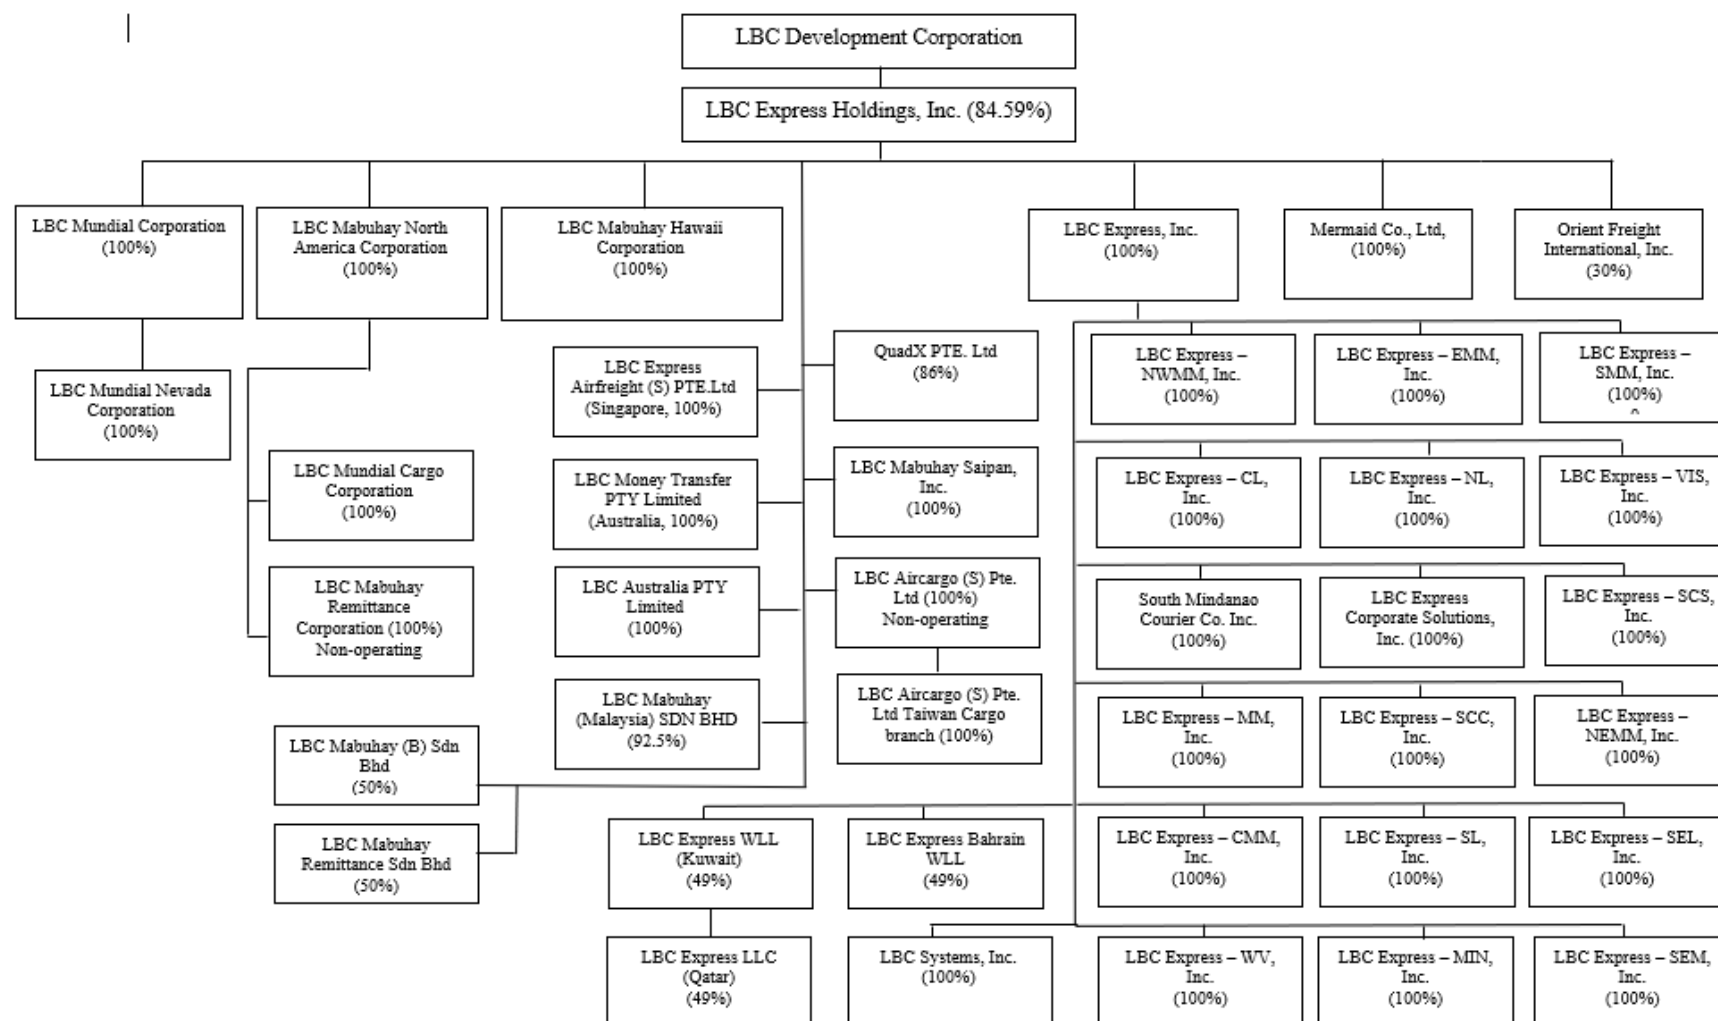 LBC Development Corporation
LBC Express Holdings, Inc. (84.59%)
LBC Mundial Corporation
(100%)
LBC Mabuhay North
America Corporation
(100%)
LBC Mabuhay Hawaii
Corporation
(100%)
LBC Express, Inc.
(100%)
Mermaid Co., Ltd,
(100%)
Orient Freight
International, Inc.
(30%)
LBC Mundial Nevada
Corporation
(100%)
LBC Mundial Cargo
Corporation
(100%)
LBC Mabuhay
Remittance
Corporation (100%)
Non-operating
LBC Express
Airfreight (S) PTE.Ltd
(Singapore, 100%)
LBC Money Transfer
PTY Limited
(Australia, 100%)
LBC Australia PTY
Limited
(100%)
LBC Mabuhay
(Malaysia) SDN BHD
(92.5%)
QuadX PTE. Ltd
(86%)
LBC Mabuhay Saipan,
Inc.
(100%)
LBC Aircargo (S) Pte.
Ltd (100%)
Non-operating
LBC Aircargo (S) Pte.
Ltd Taiwan Cargo
branch (100%)
LBC Mabuhay (B) Sdn
Bhd
(50%)
LBC Mabuhay
Remittance Sdn Bhd
(50%)
LBC Express –
NWMM, Inc.
(100%)
LBC Express – EMM,
Inc.
(100%)
LBC Express –
SMM, Inc.
(100%)
LBC Express – CL,
Inc.
(100%)
LBC Express – NL,
Inc.
(100%)
LBC Express – VIS,
Inc.
(100%)
South Mindanao
Courier Co. Inc.
(100%)
LBC Express
Corporate Solutions,
Inc. (100%)
LBC Express – SCS,
Inc.
(100%)
LBC Express – MM,
Inc.
(100%)
LBC Express – SCC,
Inc.
(100%)
LBC Express –
NEMM, Inc.
(100%)
LBC Express WLL
(Kuwait)
(49%)
LBC Express Bahrain
WLL
(49%)
LBC Express – CMM,
Inc.
(100%)
LBC Express – SL,
Inc.
(100%)
LBC Express – SEL,
Inc.
(100%)
LBC Express LLC
(Qatar)
(49%)
LBC Systems, Inc.
(100%)
LBC Express – WV,
Inc.
(100%)
LBC Express – MIN,
Inc.
(100%)
LBC Express – SEM,
Inc.
(100%)